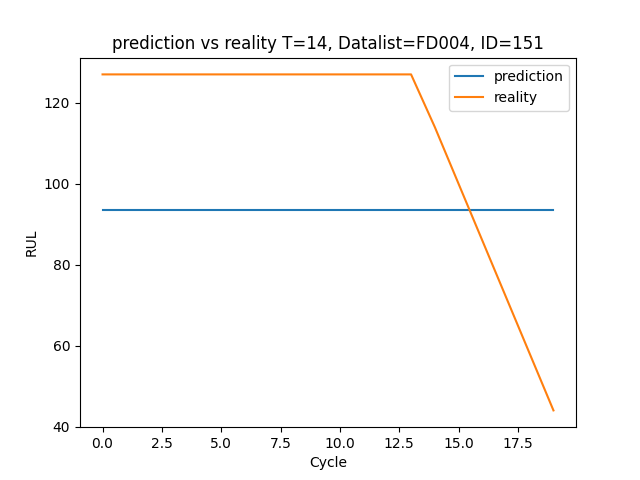 prediction vs reality T=14, Datalist=FD004, ID=151
prediction
reality
RUL
120
100
80
60
40
0.0 2.5 5.0 7.5 10.0 12.5 15.0 17.5
Cycle